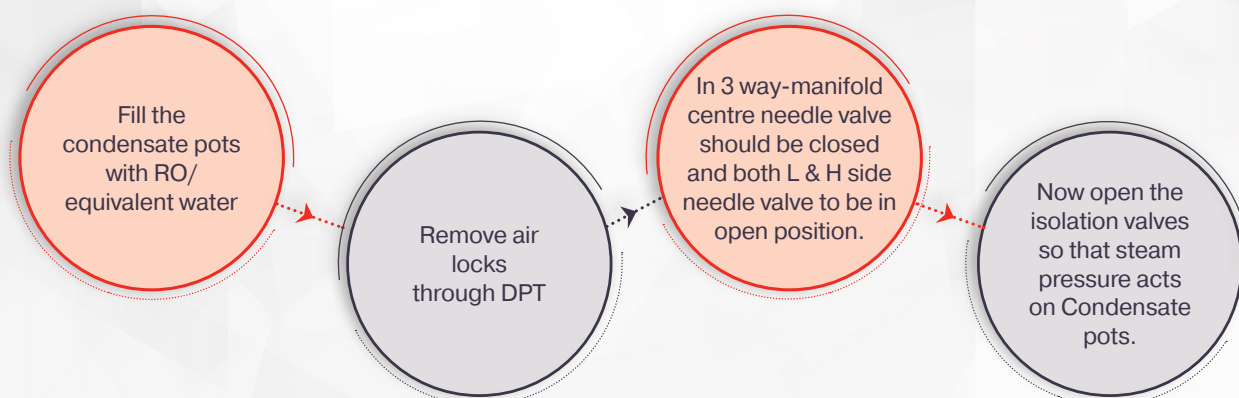 Fill the
condensate pots
with RO/
equivalent water
Remove air
locks
through DPT
In 3 way-manifold
centre needle valve
should be closed
and both L & H side
needle valve to be in
open position.
Now open the
isolation valves
so that steam
pressure acts
on Condensate
pots.